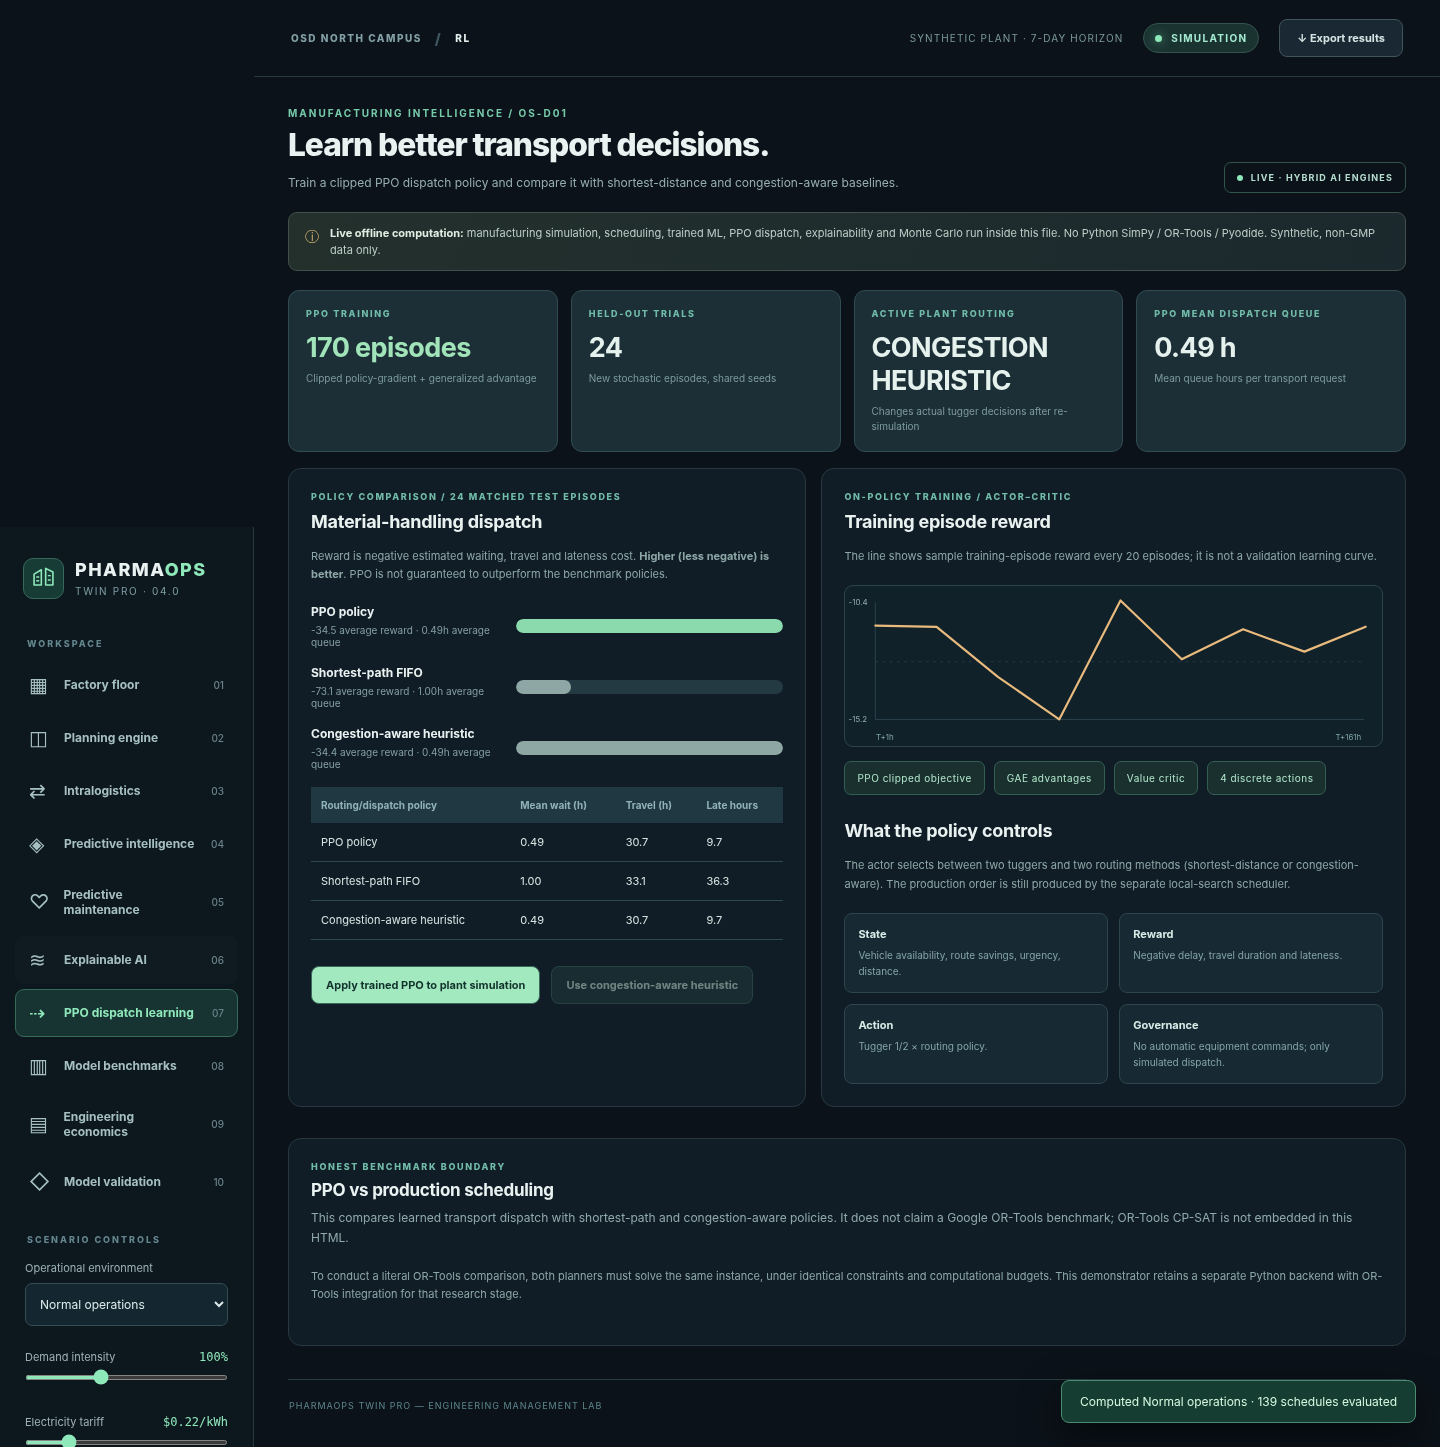 OSD NORTH CAMPUS / RL
SYNTHETIC PLANT · 7-DAY HORIZON
SIMULATION
↓ Export results
MANUFACTURING INTELLIGENCE / OS-D01
Learn better transport decisions.
Train a clipped PPO dispatch policy and compare it with shortest-distance and congestion-aware baselines.
LIVE · HYBRID AI ENGINES
Live offline computation: manufacturing simulation, scheduling, trained ML, PPO dispatch, explainability and Monte Carlo run inside this file. No Python SimPy / OR-Tools / Pyodide. Synthetic, non-GMP
data only.
PPO TRAINING
170 episodes
Clipped policy-gradient + generalized advantage
HELD-OUT TRIALS
24
New stochastic episodes, shared seeds
ACTIVE PLANT ROUTING
CONGESTION
HEURISTIC
Changes actual tugger decisions after re-
simulation
PPO MEAN DISPATCH QUEUE
0.49 h
Mean queue hours per transport request
POLICY COMPARISON / 24 MATCHED TEST EPISODES
Material-handling dispatch
Reward is negative estimated waiting, travel and lateness cost. Higher (less negative) is
better. PPO is not guaranteed to outperform the benchmark policies.
PPO policy
-34.5 average reward · 0.49h average
queue
Shortest-path FIFO
-73.1 average reward · 1.00h average
queue
Congestion-aware heuristic
-34.4 average reward · 0.49h average
queue
Routing/dispatch policy Mean wait (h) Travel (h) Late hours
PPO policy 0.49 30.7 9.7
Shortest-path FIFO 1.00 33.1 36.3
Congestion-aware heuristic 0.49 30.7 9.7
Apply trained PPO to plant simulation
Use congestion-aware heuristic
ON-POLICY TRAINING / ACTOR–CRITIC
Training episode reward
The line shows sample training-episode reward every 20 episodes; it is not a validation learning curve.
-10.4
-15.2
T+1h
T+161h
PPO clipped objective
GAE advantages
Value critic
4 discrete actions
What the policy controls
The actor selects between two tuggers and two routing methods (shortest-distance or congestion-
aware). The production order is still produced by the separate local-search scheduler.
State
Vehicle availability, route savings, urgency,
distance.
Reward
Negative delay, travel duration and lateness.
Action
Tugger 1/2 × routing policy.
Governance
No automatic equipment commands; only
simulated dispatch.
HONEST BENCHMARK BOUNDARY
PPO vs production scheduling
This compares learned transport dispatch with shortest-path and congestion-aware policies. It does not claim a Google OR-Tools benchmark; OR-Tools CP-SAT is not embedded in this
HTML.
To conduct a literal OR-Tools comparison, both planners must solve the same instance, under identical constraints and computational budgets. This demonstrator retains a separate Python backend with OR-
Tools integration for that research stage.
PHARMAOPS TWIN PRO — ENGINEERING MANAGEMENT LAB
Computed Normal operations · 139 schedules evaluated
PHARMAOPS
TWIN PRO · 04.0
WORKSPACE
Factory floor 01
Planning engine 02
Intralogistics 03
Predictive intelligence 04
Predictive
maintenance 05
Explainable AI 06
PPO dispatch learning 07
Model benchmarks 08
Engineering
economics 09
Model validation 10
SCENARIO CONTROLS
Operational environment
Normal operations
Demand intensity 100%
Electricity tariff $0.22/kWh